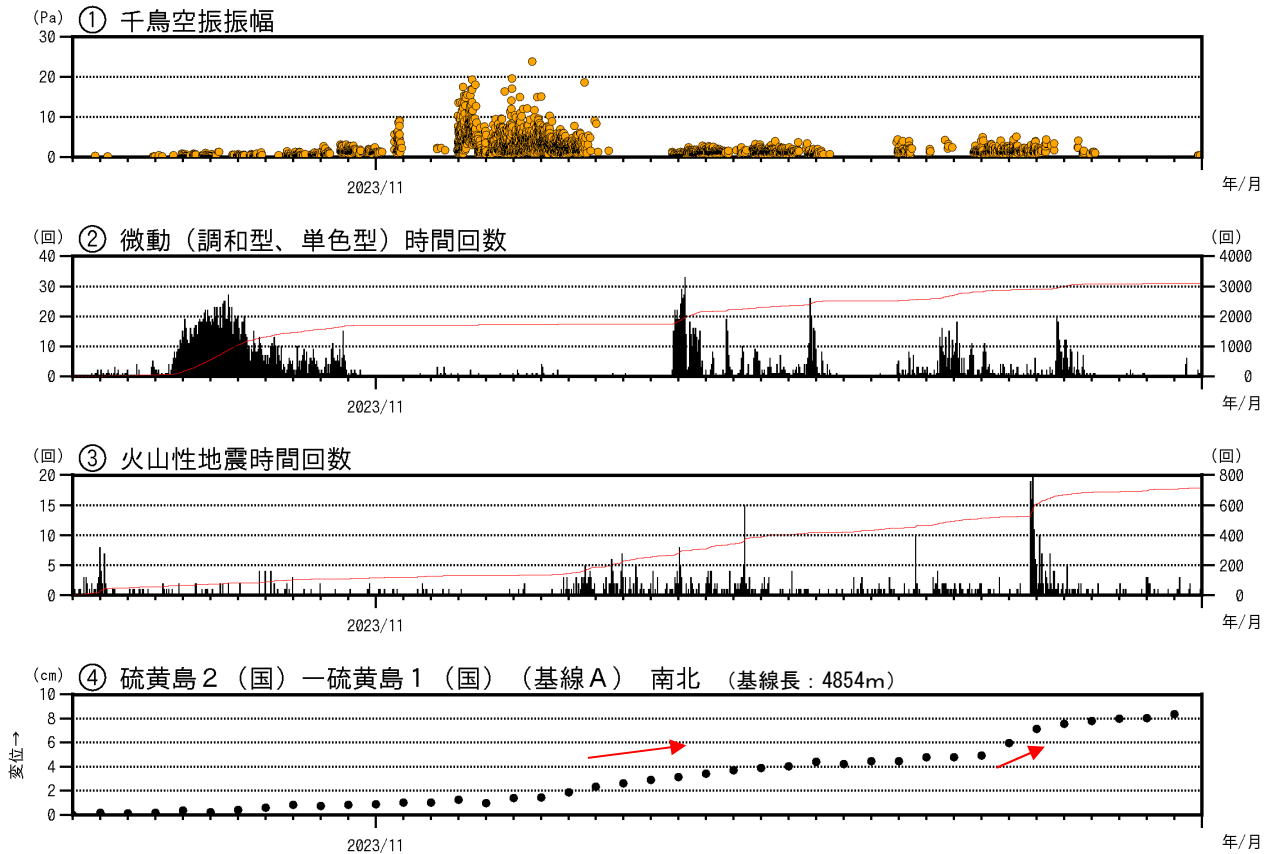 (Pa) ① 千鳥空振振幅
30
20
10
0
2023/11
年/月
(回) ② 微動（調和型、単色型）時間回数 (回)
40 4000
30 3000
20 2000
10 1000
0 0
2023/11
年/月
(回) ③ 火山性地震時間回数 (回)
20 800
15 600
10 400
5 200
0 0
2023/11
年/月
(cm) ④ 硫黄島２（国）―硫黄島１（国）（基線Ａ） 南北 （基線長：4854m）
10
8
6
4
2
0
変位→
2023/11
年/月